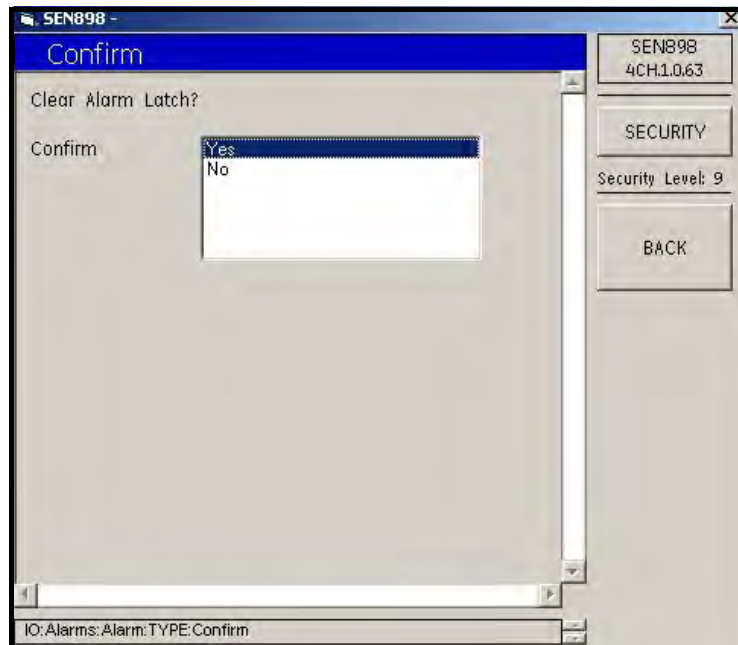 SEN898 -
Confirm
Clear Alarm Latch?
Confirm
Yes
No
SEN898
4CH.1.0.63
SECURITY
Security Level: 9
BACK
IO:Alarms:Alarm:TYPE:Confirm